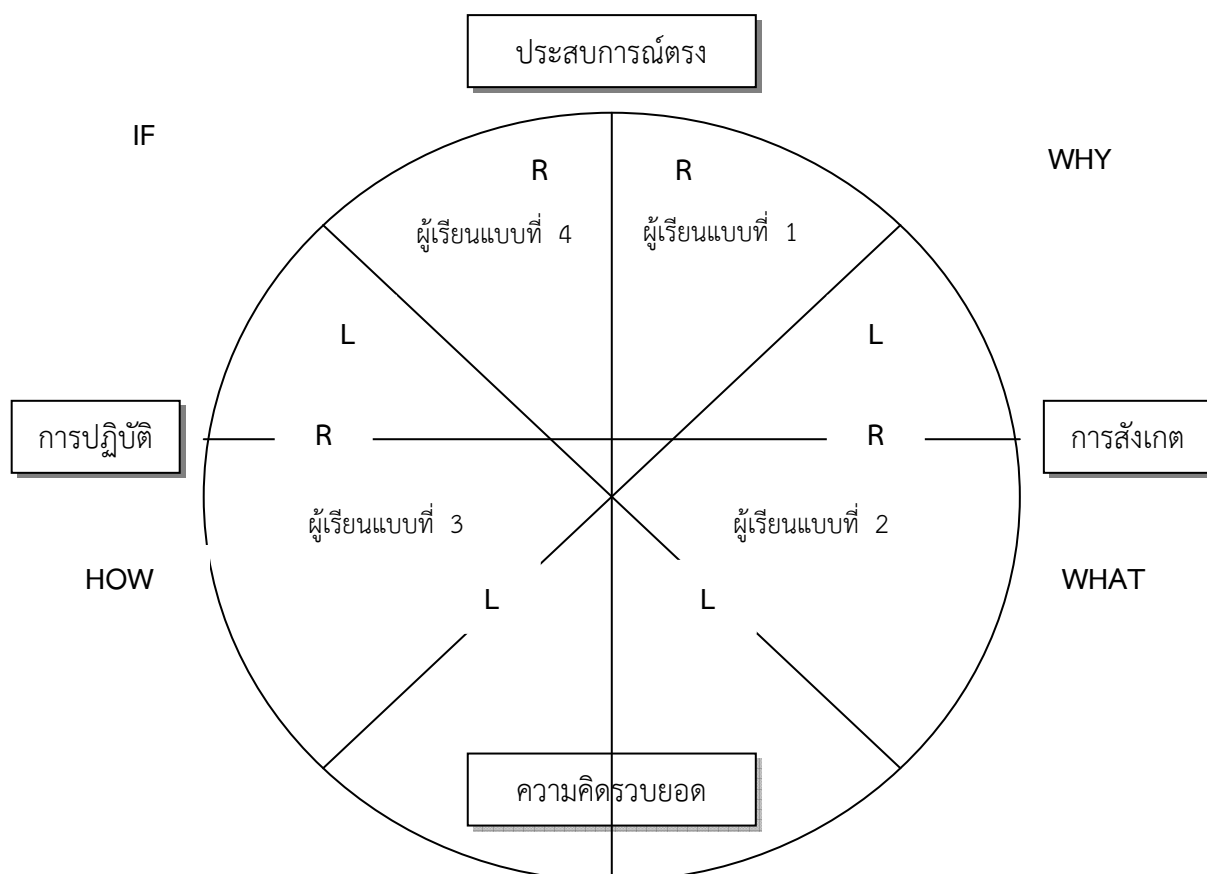 ประสบการณ์ตรง
IF
WHY
R
R
ผู้เรียนแบบที่ 4
ผู้เรียนแบบที่ 1
L
L
การปฏิบัติ
R
R
การสังเกต
ผู้เรียนแบบที่ 3
ผู้เรียนแบบที่ 2
HOW
WHAT
L
L
ความคิดรวบยอด